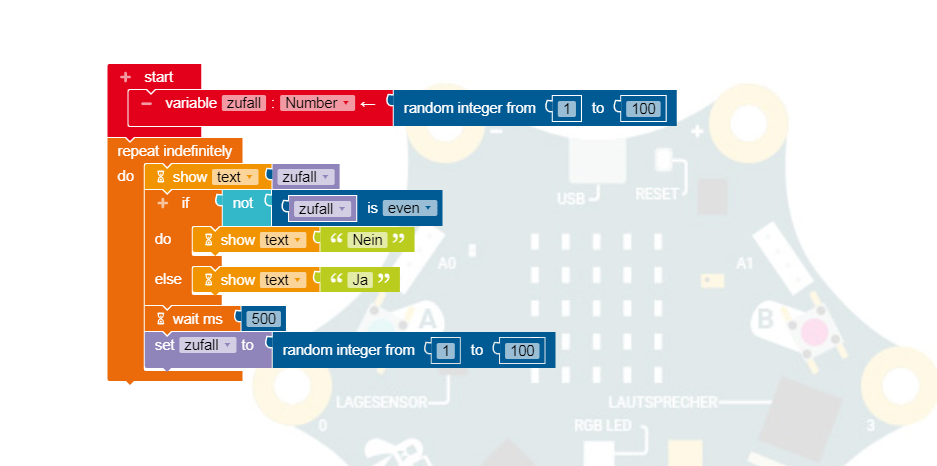 + start
− variable zufall : Number ← random integer from 1 to 100
repeat indefinitely
do show text zufall
+ if not zufall is even
do show text “ Nein ”
else show text “ Ja ”
wait ms 500
set zufall to random integer from 1 to 100
− +
USB RESET
A0 A1
A B
LAGESENSOR LAUTSPRECHER
0 RGB LED 3